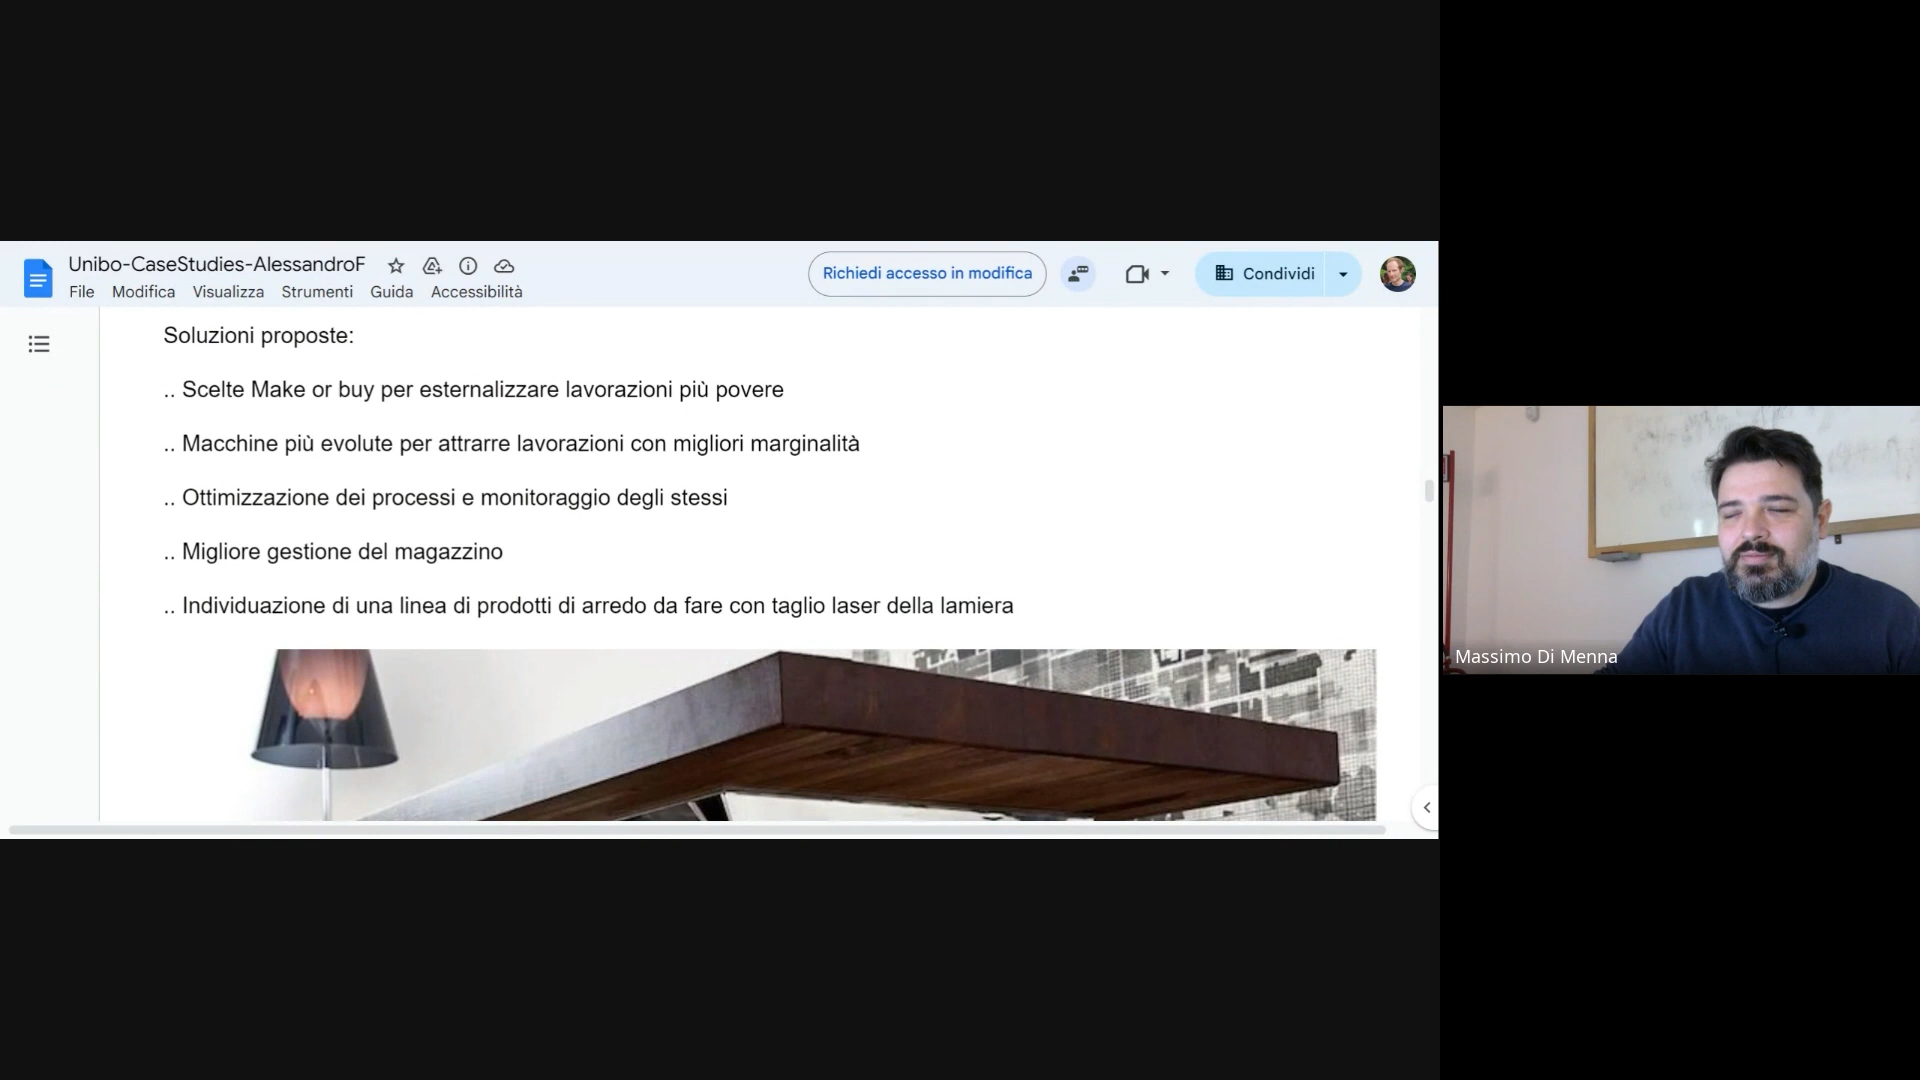 Unibo-CaseStudies-AlessandroF
File Modifica Visualizza Strumenti Guida Accessibilità
Richiedi accesso in modifica
Condividi
Soluzioni proposte:
.. Scelte Make or buy per esternalizzare lavorazioni più povere
.. Macchine più evolute per attrarre lavorazioni con migliori marginalità
.. Ottimizzazione dei processi e monitoraggio degli stessi
.. Migliore gestione del magazzino
.. Individuazione di una linea di prodotti di arredo da fare con taglio laser della lamiera
Massimo Di Menna